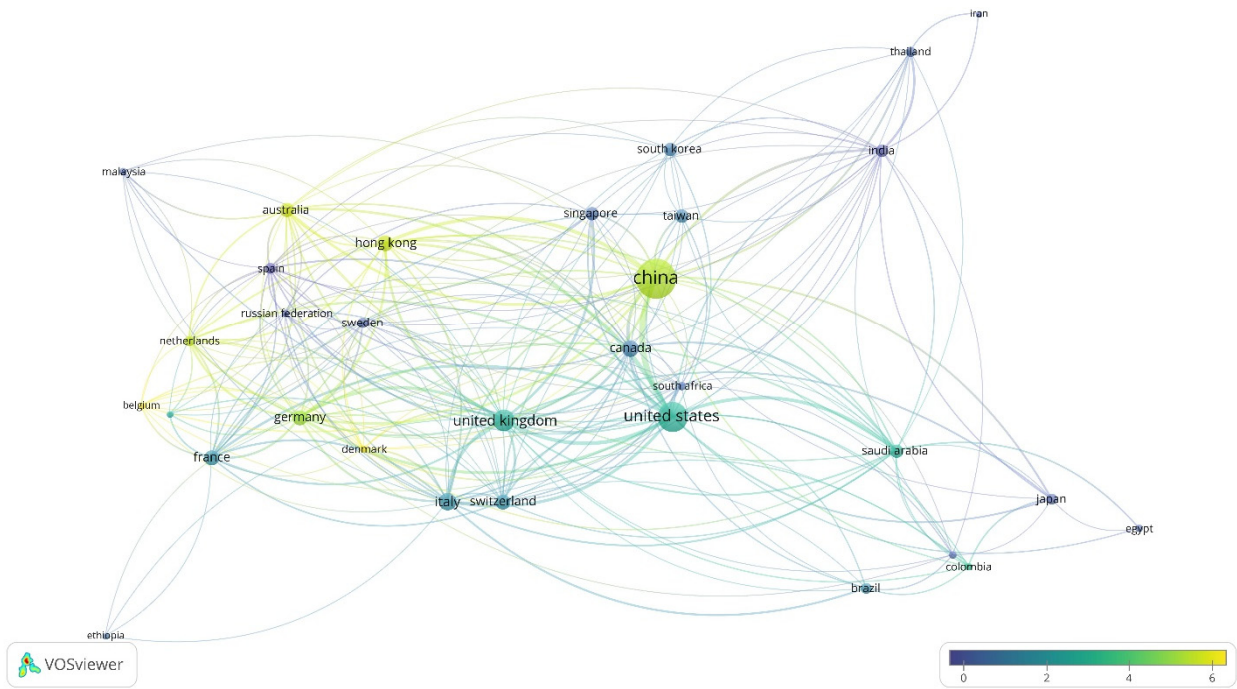 iran
thailand
south korea
india
malaysia
australia
singapore
taiwan
hong kong
spain
china
russian federation
sweden
netherlands
canada
south africa
belgium
germany
united kingdom
united states
denmark
saudi arabia
france
italy
switzerland
japan
egypt
colombia
brazil
ethiopia
VOSviewer
0 2 4 6